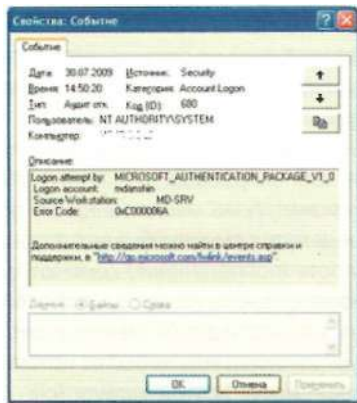 Свойства: Событие
Событие
Дата: 30.07.2009 Источник: Security
Время: 14:50:20 Категория: Account Logon
Тип: Аудит отк. Код (ID): 680
Пользователь: NT AUTHORITY\SYSTEM
Компьютер:
Описание:
Logon attempt by: MICROSOFT_AUTHENTICATION_PACKAGE_V1_0
Logon account: mdanshin
Source Workstation: MD-SRV
Error Code: 0xC000006A
Дополнительные сведения можно найти в центре справки и
поддержки, в "http://go.microsoft.com/fwlink/events.asp".
Данные: Байты Слова
OK Отмена Применить